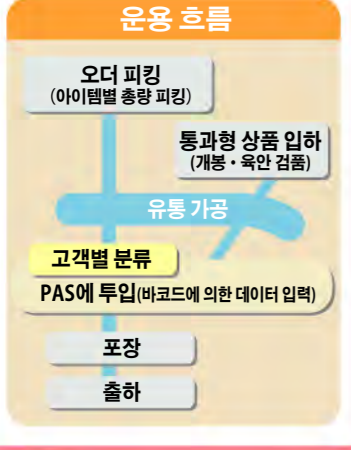 운용 흐름
오더 피킹
(아이템별 총량 피킹)
통과형 상품 입하
(개봉・육안 검품)
유통 가공
고객별 분류
PAS에 투입(바코드에 의한 데이터 입력)
포장
출하